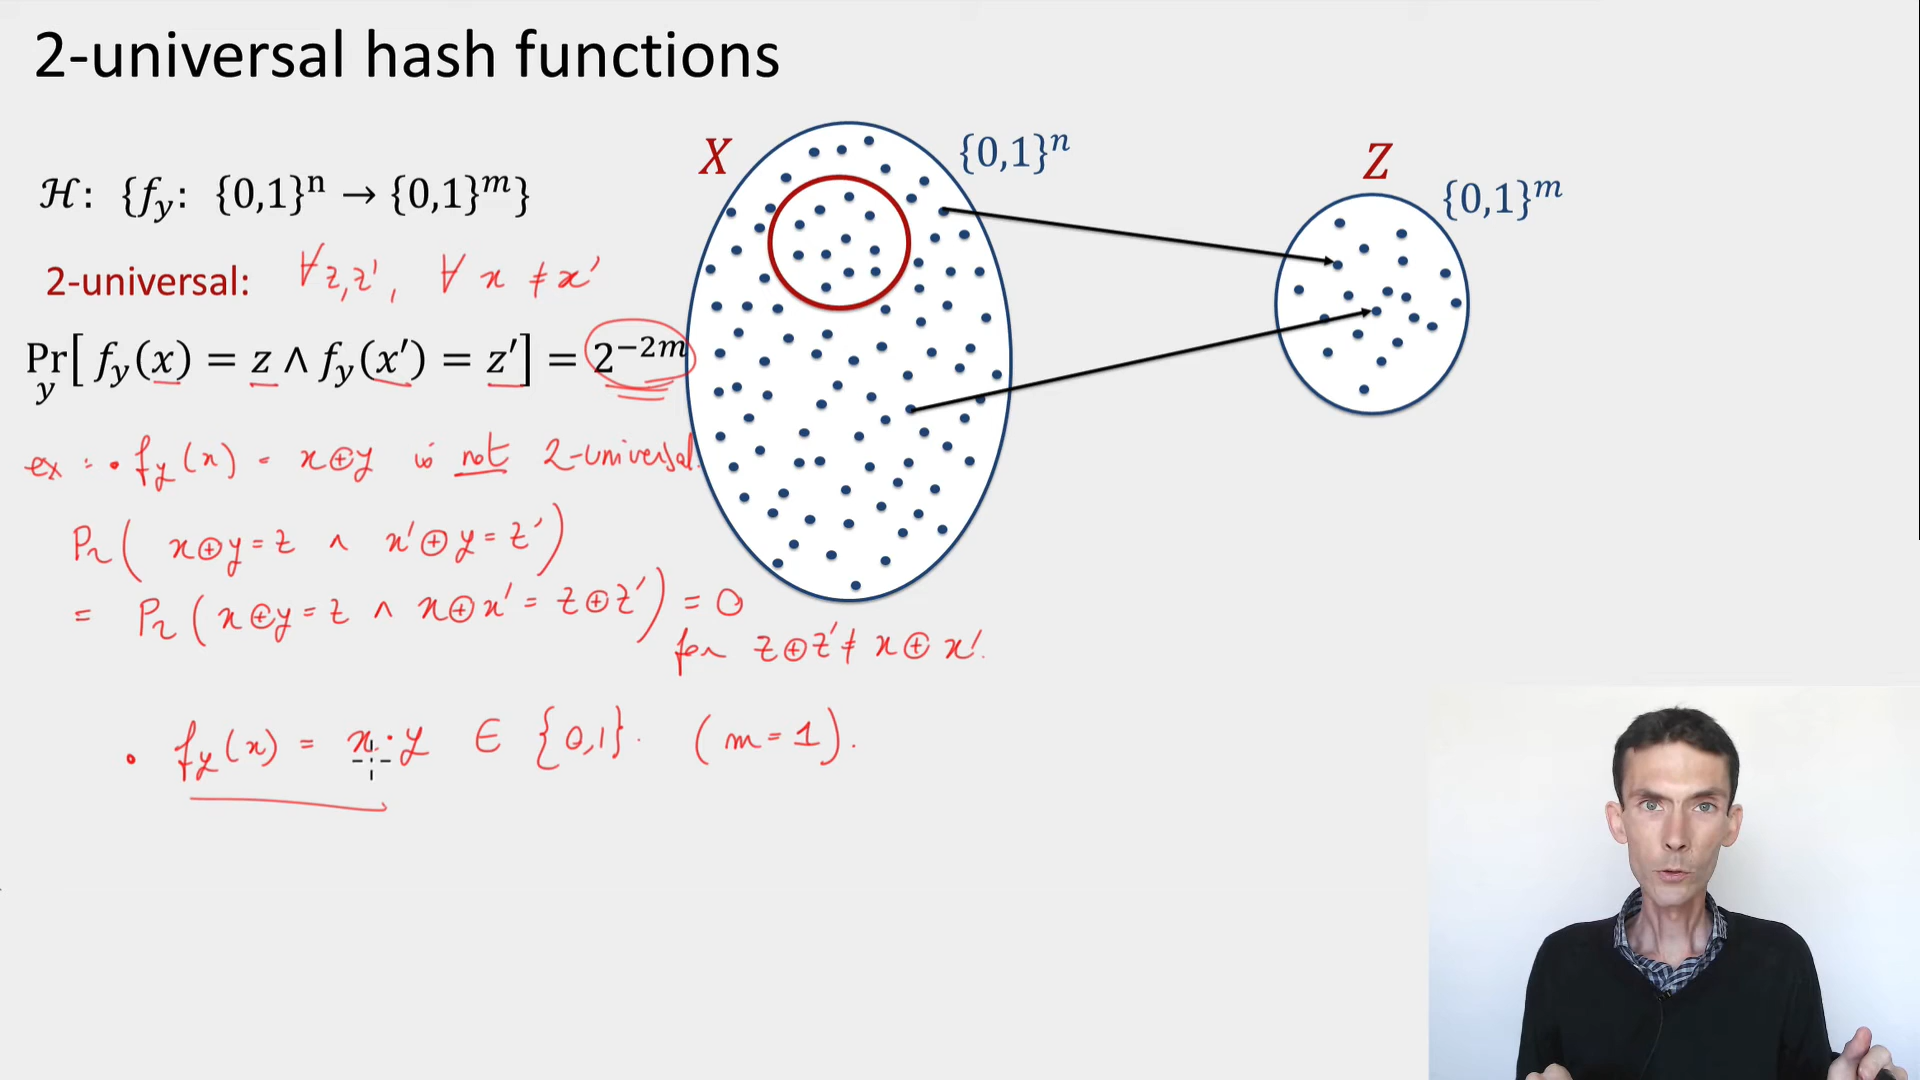 2-universal hash functions
ℋ: {f_y: {0,1}^n → {0,1}^m}
2-universal: ∀ z,z', ∀ x ≠ x'
Pr_y[ f_y(x) = z ∧ f_y(x') = z'] = 2^{-2m}
ex: • f_y(x) = x⊕y is not 2-universal.
Pr( x⊕y=z ∧ x'⊕y=z')
= Pr( x⊕y=z ∧ x⊕x' = z⊕z') = 0
for z⊕z' ≠ x⊕x'.
• f_y(x) = x·y ∈ {0,1}. (m=1).
X
{0,1}^n
Z
{0,1}^m